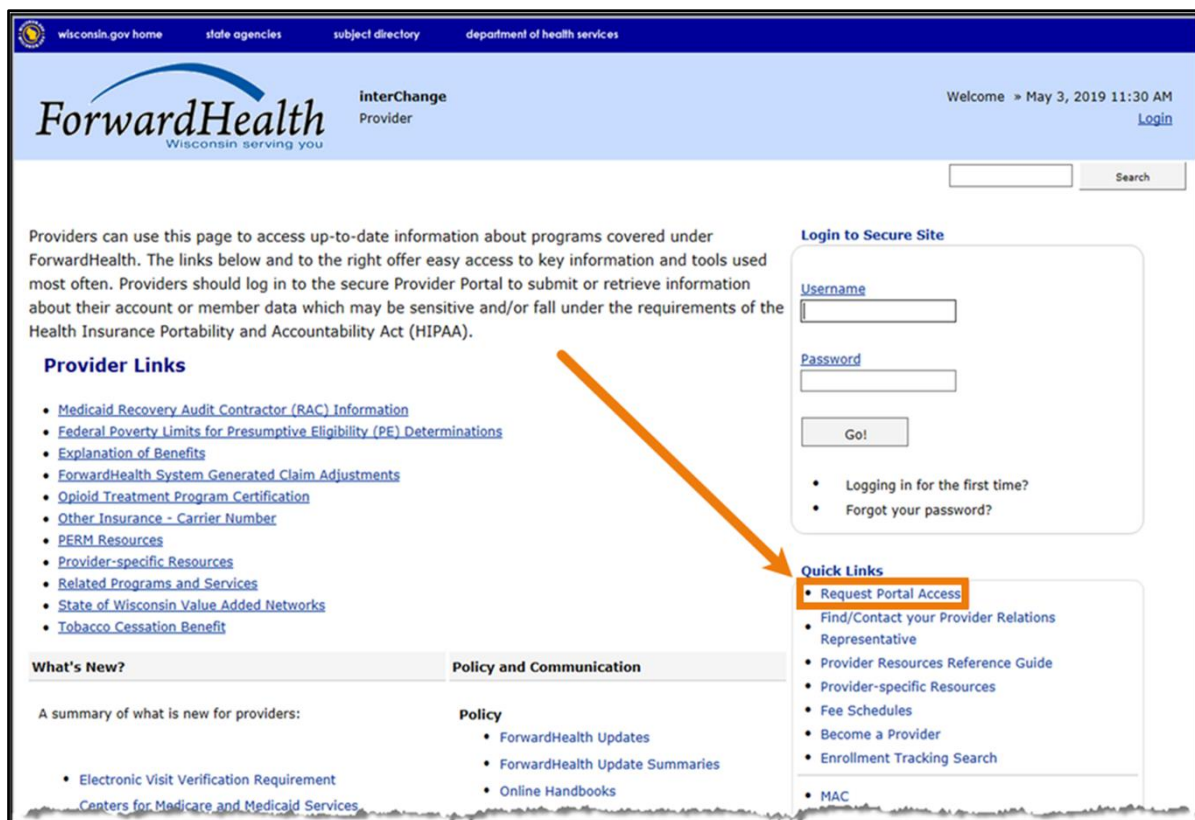 wisconsin.gov home state agencies subject directory department of health services
ForwardHealth
Wisconsin serving you
interChange
Provider
Welcome » May 3, 2019 11:30 AM
Login
Search
Providers can use this page to access up-to-date information about programs covered under
ForwardHealth. The links below and to the right offer easy access to key information and tools used
most often. Providers should log in to the secure Provider Portal to submit or retrieve information
about their account or member data which may be sensitive and/or fall under the requirements of the
Health Insurance Portability and Accountability Act (HIPAA).
Provider Links
• Medicaid Recovery Audit Contractor (RAC) Information
• Federal Poverty Limits for Presumptive Eligibility (PE) Determinations
• Explanation of Benefits
• ForwardHealth System Generated Claim Adjustments
• Opioid Treatment Program Certification
• Other Insurance - Carrier Number
• PERM Resources
• Provider-specific Resources
• Related Programs and Services
• State of Wisconsin Value Added Networks
• Tobacco Cessation Benefit
What's New?
A summary of what is new for providers:
• Electronic Visit Verification Requirement
Centers for Medicare and Medicaid Services
Policy and Communication
Policy
• ForwardHealth Updates
• ForwardHealth Update Summaries
• Online Handbooks
Login to Secure Site
Username
Password
Go!
• Logging in for the first time?
• Forgot your password?
Quick Links
• Request Portal Access
• Find/Contact your Provider Relations
Representative
• Provider Resources Reference Guide
• Provider-specific Resources
• Fee Schedules
• Become a Provider
• Enrollment Tracking Search
• MAC